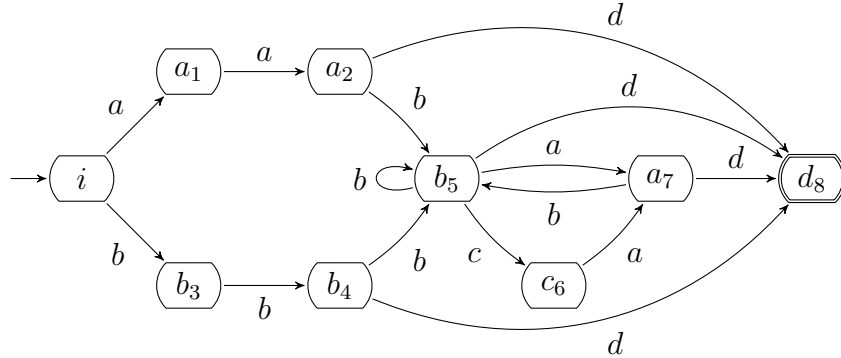 d
a₁ a a₂
a b d
a
i b b₅ a₇ d d₈
b
b b c a
b₃ b b₄ c₆
d